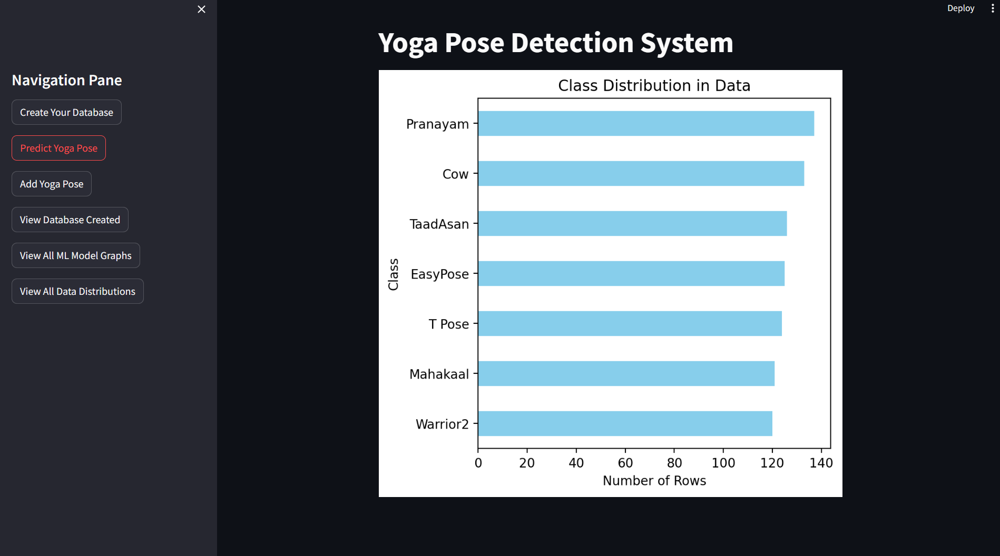 Deploy
Navigation Pane
Create Your Database
Predict Yoga Pose
Add Yoga Pose
View Database Created
View All ML Model Graphs
View All Data Distributions
Yoga Pose Detection System
Class Distribution in Data
Class
Pranayam
Cow
TaadAsan
EasyPose
T Pose
Mahakaal
Warrior2
0 20 40 60 80 100 120 140
Number of Rows